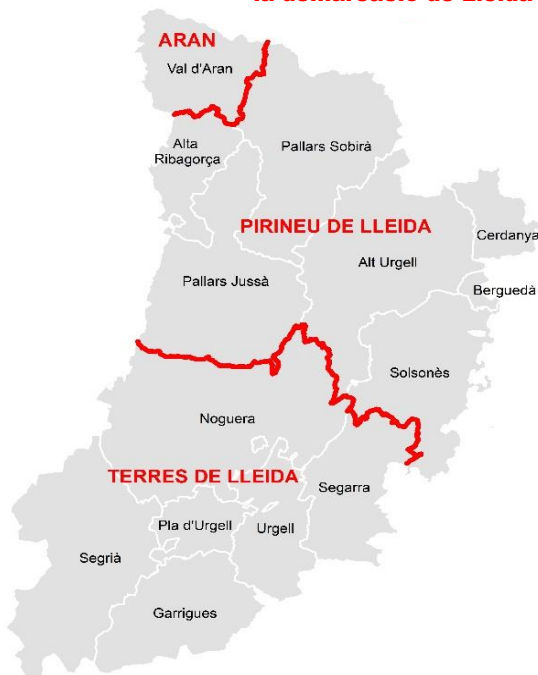 la demarcació de Lleida
ARAN
Val d'Aran
Alta
Ribagorça
Pallars Sobirà
PIRINEU DE LLEIDA
Cerdanya
Alt Urgell
Pallars Jussà
Berguedà
Solsonès
Noguera
TERRES DE LLEIDA
Segarra
Pla d'Urgell
Urgell
Segrià
Garrigues